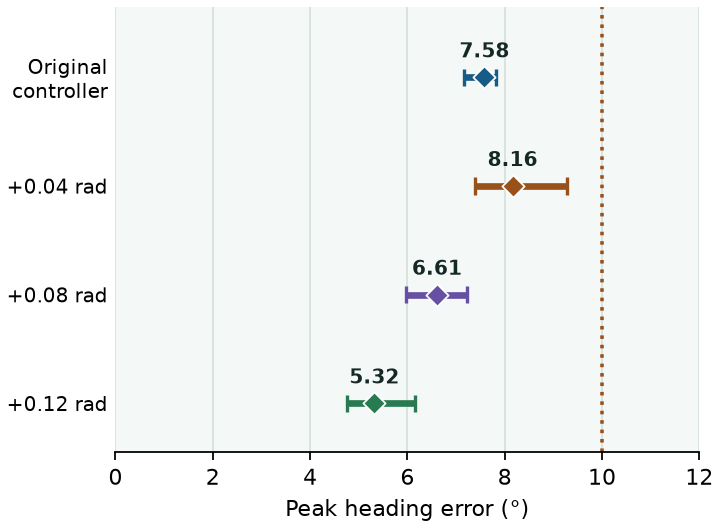 7.58
Original
controller
8.16
+0.04 rad
6.61
+0.08 rad
5.32
+0.12 rad
0 2 4 6 8 10 12
Peak heading error (°)